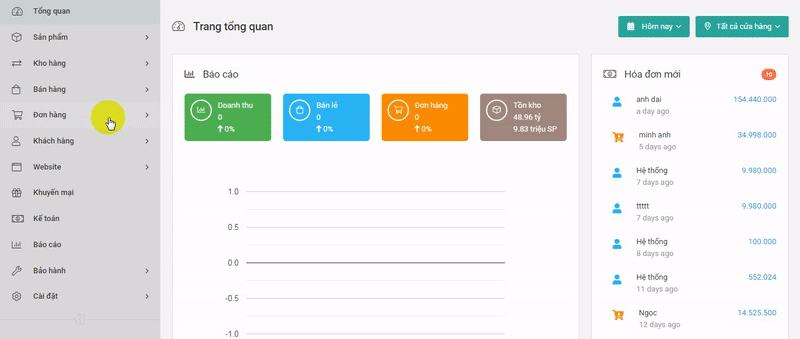 Tổng quan
Sản phẩm
Kho hàng
Bán hàng
Đơn hàng
Khách hàng
Website
Khuyến mại
Kế toán
Báo cáo
Bảo hành
Cài đặt
Trang tổng quan
Hôm nay
Tất cả cửa hàng
Báo cáo
Doanh thu
0
0%
Bán lẻ
0
0%
Đơn hàng
0
0%
Tồn kho
48.96 tỷ
9.83 triệu SP
1.0
0.5
0.0
-0.5
-1.0
Hóa đơn mới
10
anh dai 154.440.000
a day ago
minh ạnh 34.998.000
5 days ago
Hệ thống 9.980.000
7 days ago
ttttt 9.980.000
7 days ago
Hệ thống 100.000
8 days ago
Hệ thống 552.024
11 days ago
Ngọc 14.525.500
12 days ago